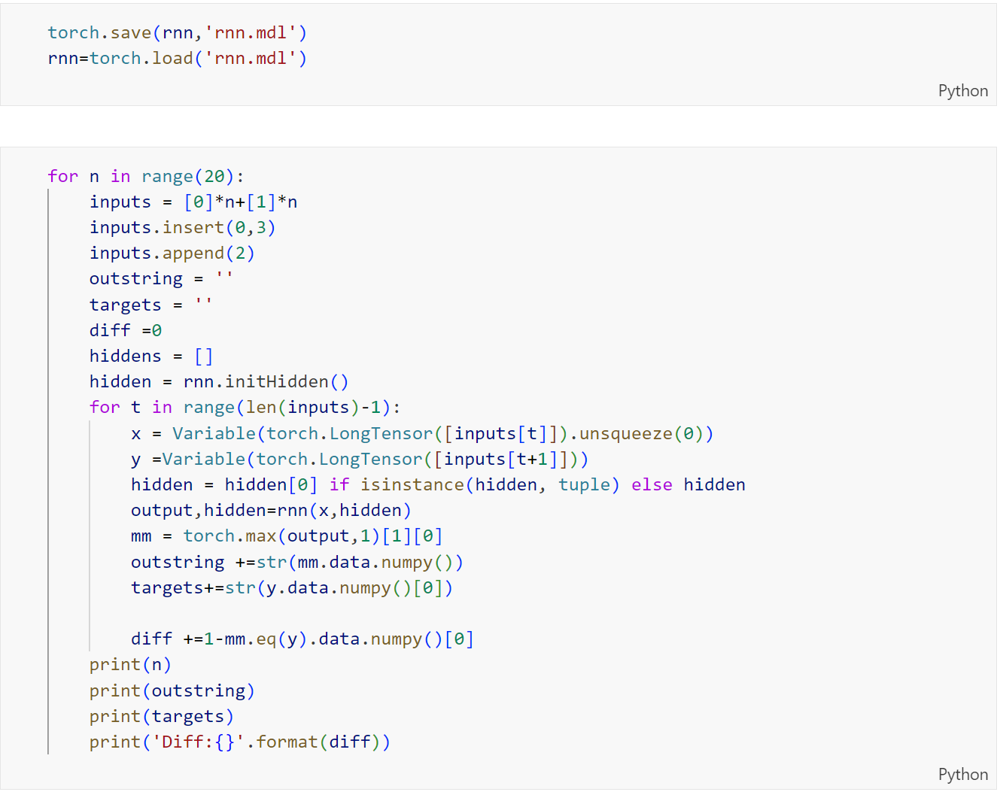 torch.save(rnn,'rnn.mdl')
rnn=torch.load('rnn.mdl')
Python
for n in range(20):
    inputs = [0]*n+[1]*n
    inputs.insert(0,3)
    inputs.append(2)
    outstring = ''
    targets = ''
    diff =0
    hiddens = []
    hidden = rnn.initHidden()
    for t in range(len(inputs)-1):
        x = Variable(torch.LongTensor([inputs[t]]).unsqueeze(0))
        y =Variable(torch.LongTensor([inputs[t+1]]))
        hidden = hidden[0] if isinstance(hidden, tuple) else hidden
        output,hidden=rnn(x,hidden)
        mm = torch.max(output,1)[1][0]
        outstring +=str(mm.data.numpy())
        targets+=str(y.data.numpy()[0])
        diff +=1-mm.eq(y).data.numpy()[0]
    print(n)
    print(outstring)
    print(targets)
    print('Diff:{}'.format(diff))
Python